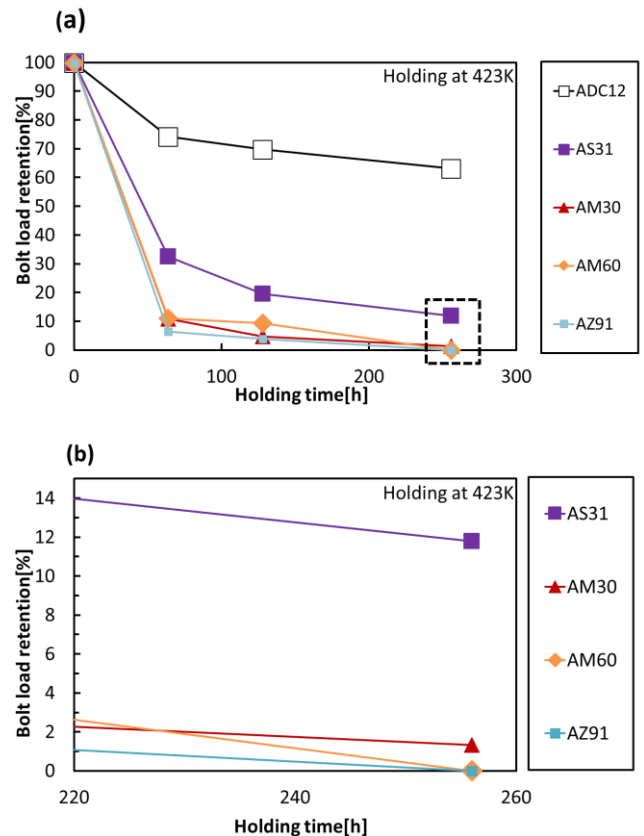 (a)
Holding at 423K
Bolt load retention[%]
100
90
80
70
60
50
40
30
20
10
0
0
100
200
300
Holding time[h]
ADC12
AS31
AM30
AM60
AZ91
(b)
Holding at 423K
Bolt load retention[%]
14
12
10
8
6
4
2
0
220
240
260
Holding time[h]
AS31
AM30
AM60
AZ91